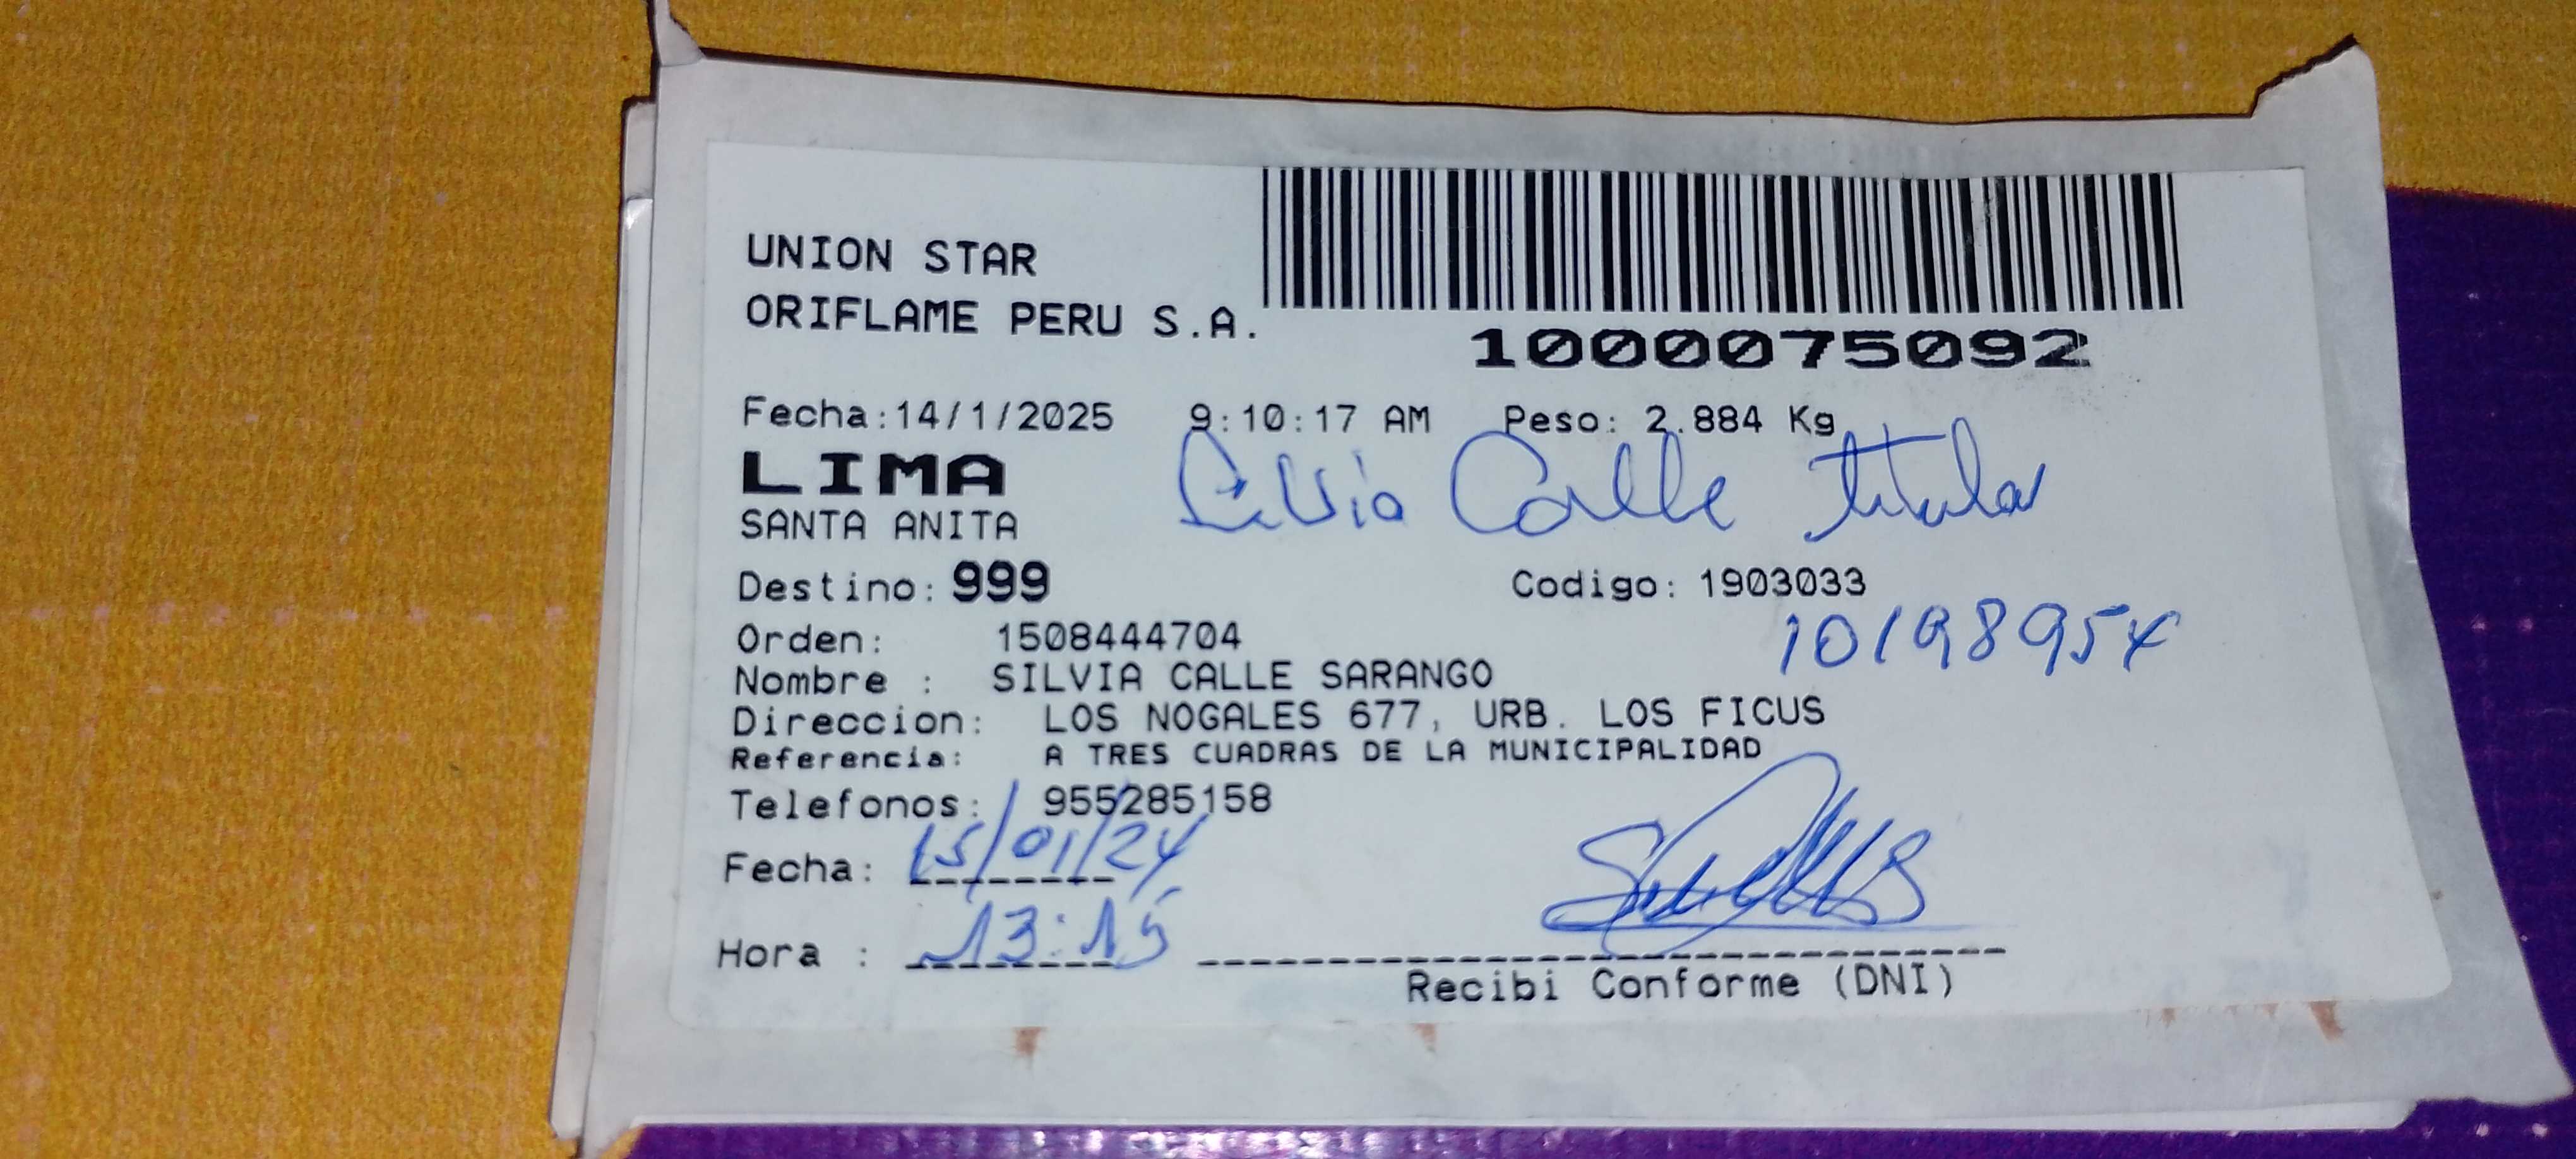 UNION STAR
ORIFLAME PERU S.A.
1000075092
Fecha:14/1/2025 9:10:17 AM Peso: 2.884 Kg
LIMA
Silvia Calle titular
SANTA ANITA
Destino: 999 Codigo: 1903033
Orden: 1508444704
10198954
Nombre : SILVIA CALLE SARANGO
Direccion: LOS NOGALES 677, URB. LOS FICUS
Referencia: A TRES CUADRAS DE LA MUNICIPALIDAD
Telefonos: 955285158
Fecha: 15/01/24
Hora : 13:15
Recibi Conforme (DNI)